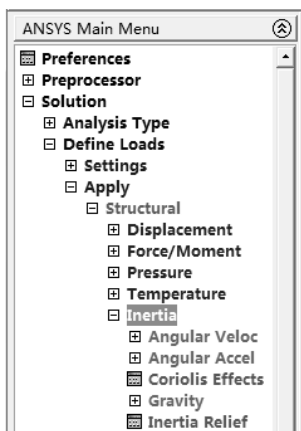 ANSYS Main Menu
Preferences
Preprocessor
Solution
Analysis Type
Define Loads
Settings
Apply
Structural
Displacement
Force/Moment
Pressure
Temperature
Inertia
Angular Veloc
Angular Accel
Coriolis Effects
Gravity
Inertia Relief